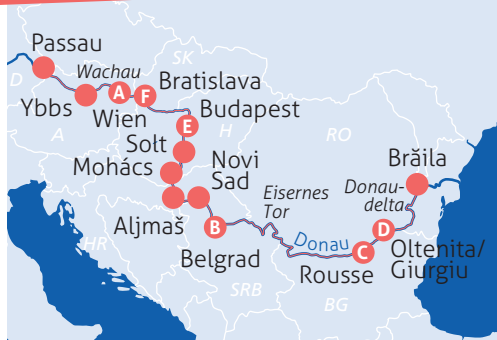 Passau
SK
D
Wachau
A
F
Bratislava
E
Budapest
Ybbs
Wien
A
H
Sołt
RO
Mohács
Novi
Sad
Brăila
Eisernes
Tor
Donau-
delta
Aljmaš
B
Donau
D
C
Oltenita/
Giurgiu
HR
Belgrad
Rousse
SRB
BG